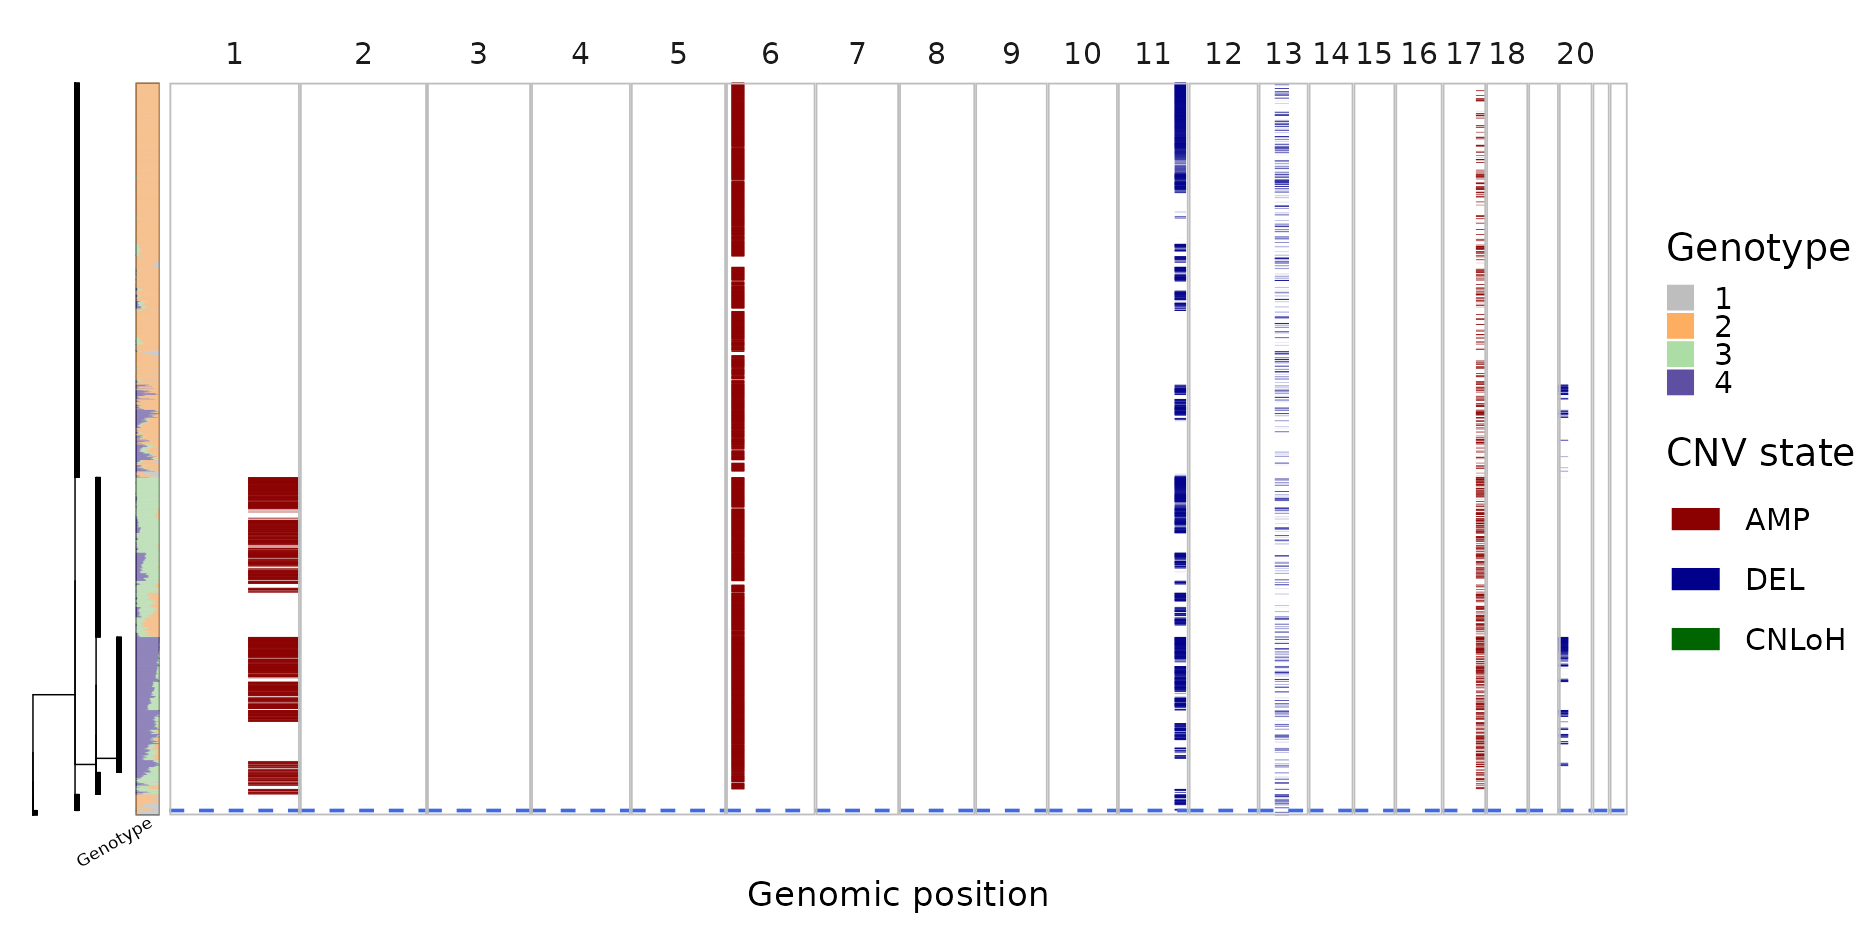 1 2 3 4 5 6 7 8 9 10 11 12 13 14 15 16 17 18 20
Genotype
1
2
3
4
CNV state
AMP
DEL
CNLoH
Genotype
Genomic position